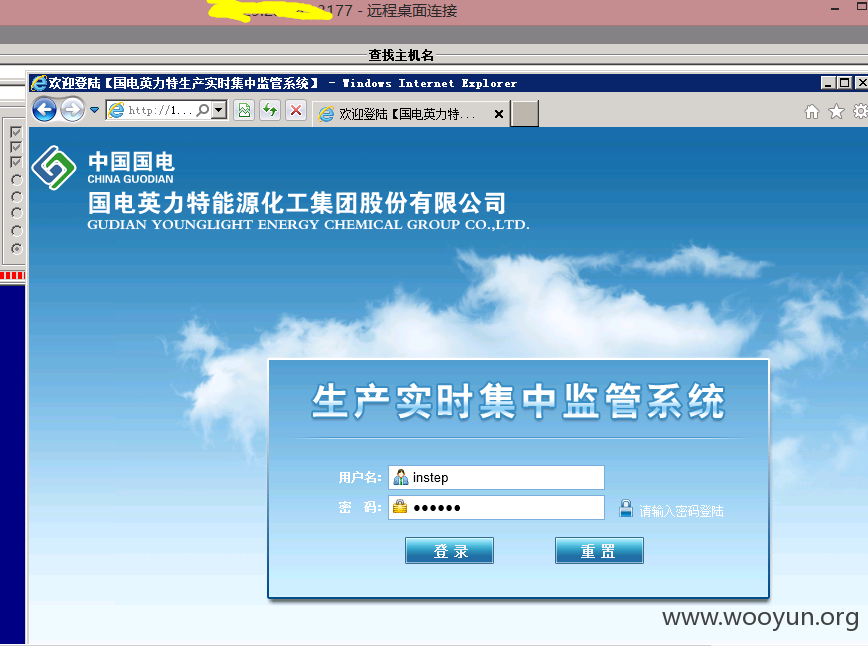 177 - 远程桌面连接
查找主机名
欢迎登陆【国电英力特生产实时集中监管系统】 - Windows Internet Explorer
http://1...
欢迎登陆【国电英力特...
中国国电
CHINA GUODIAN
国电英力特能源化工集团股份有限公司
GUDIAN YOUNGLIGHT ENERGY CHEMICAL GROUP CO.,LTD.
生产实时集中监管系统
用户名: instep
密 码: ●●●●●●
请输入密码登陆
登 录
重 置
www.wooyun.org